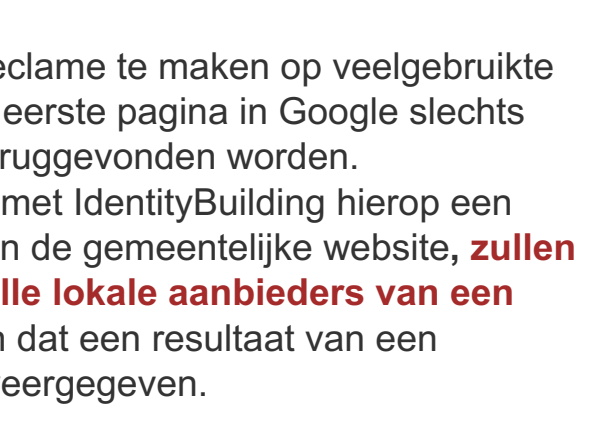 eclame te maken op veelgebruikte
eerste pagina in Google slechts
ruggevonden worden.
met IdentityBuilding hierop een
n de gemeentelijke website, zullen
lle lokale aanbieders van een
n dat een resultaat van een
eergegeven.